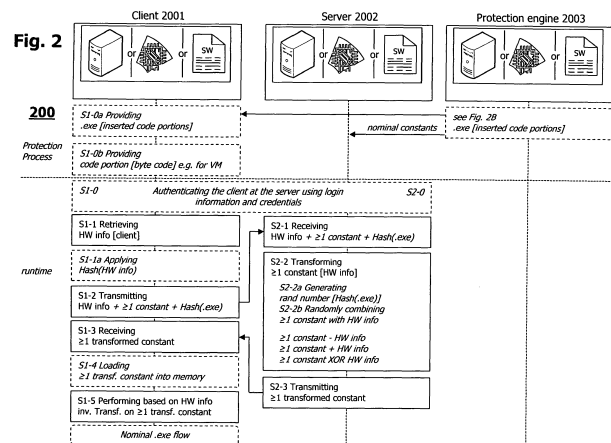 Fig. 2
Client 2001
Server 2002
Protection engine 2003
or
or
SW
or
or
SW
or
or
SW
200
Protection
Process
S1-0a Providing
.exe [inserted code portions]
nominal constants
see Fig. 2B
.exe [inserted code portions]
S1-0b Providing
code portion [byte code] e.g. for VM
S1-0
Authenticating the client at the server using login
information and credentials
S2-0
runtime
S1-1 Retrieving
HW info [client]
S1-1a Applying
Hash(HW info)
S1-2 Transmitting
HW info + ≥1 constant + Hash(.exe)
S1-3 Receiving
≥1 transformed constant
S1-4 Loading
≥1 transf. constant into memory
S1-5 Performing based on HW info
inv. Transf. on ≥1 transf. constant
Nominal .exe flow
S2-1 Receiving
HW info + ≥1 constant + Hash(.exe)
S2-2 Transforming
≥1 constant [HW info]
S2-2a Generating
rand number [Hash(.exe)]
S2-2b Randomly combining
≥1 constant with HW info
≥1 constant - HW info
≥1 constant + HW info
≥1 constant XOR HW info
S2-3 Transmitting
≥1 transformed constant